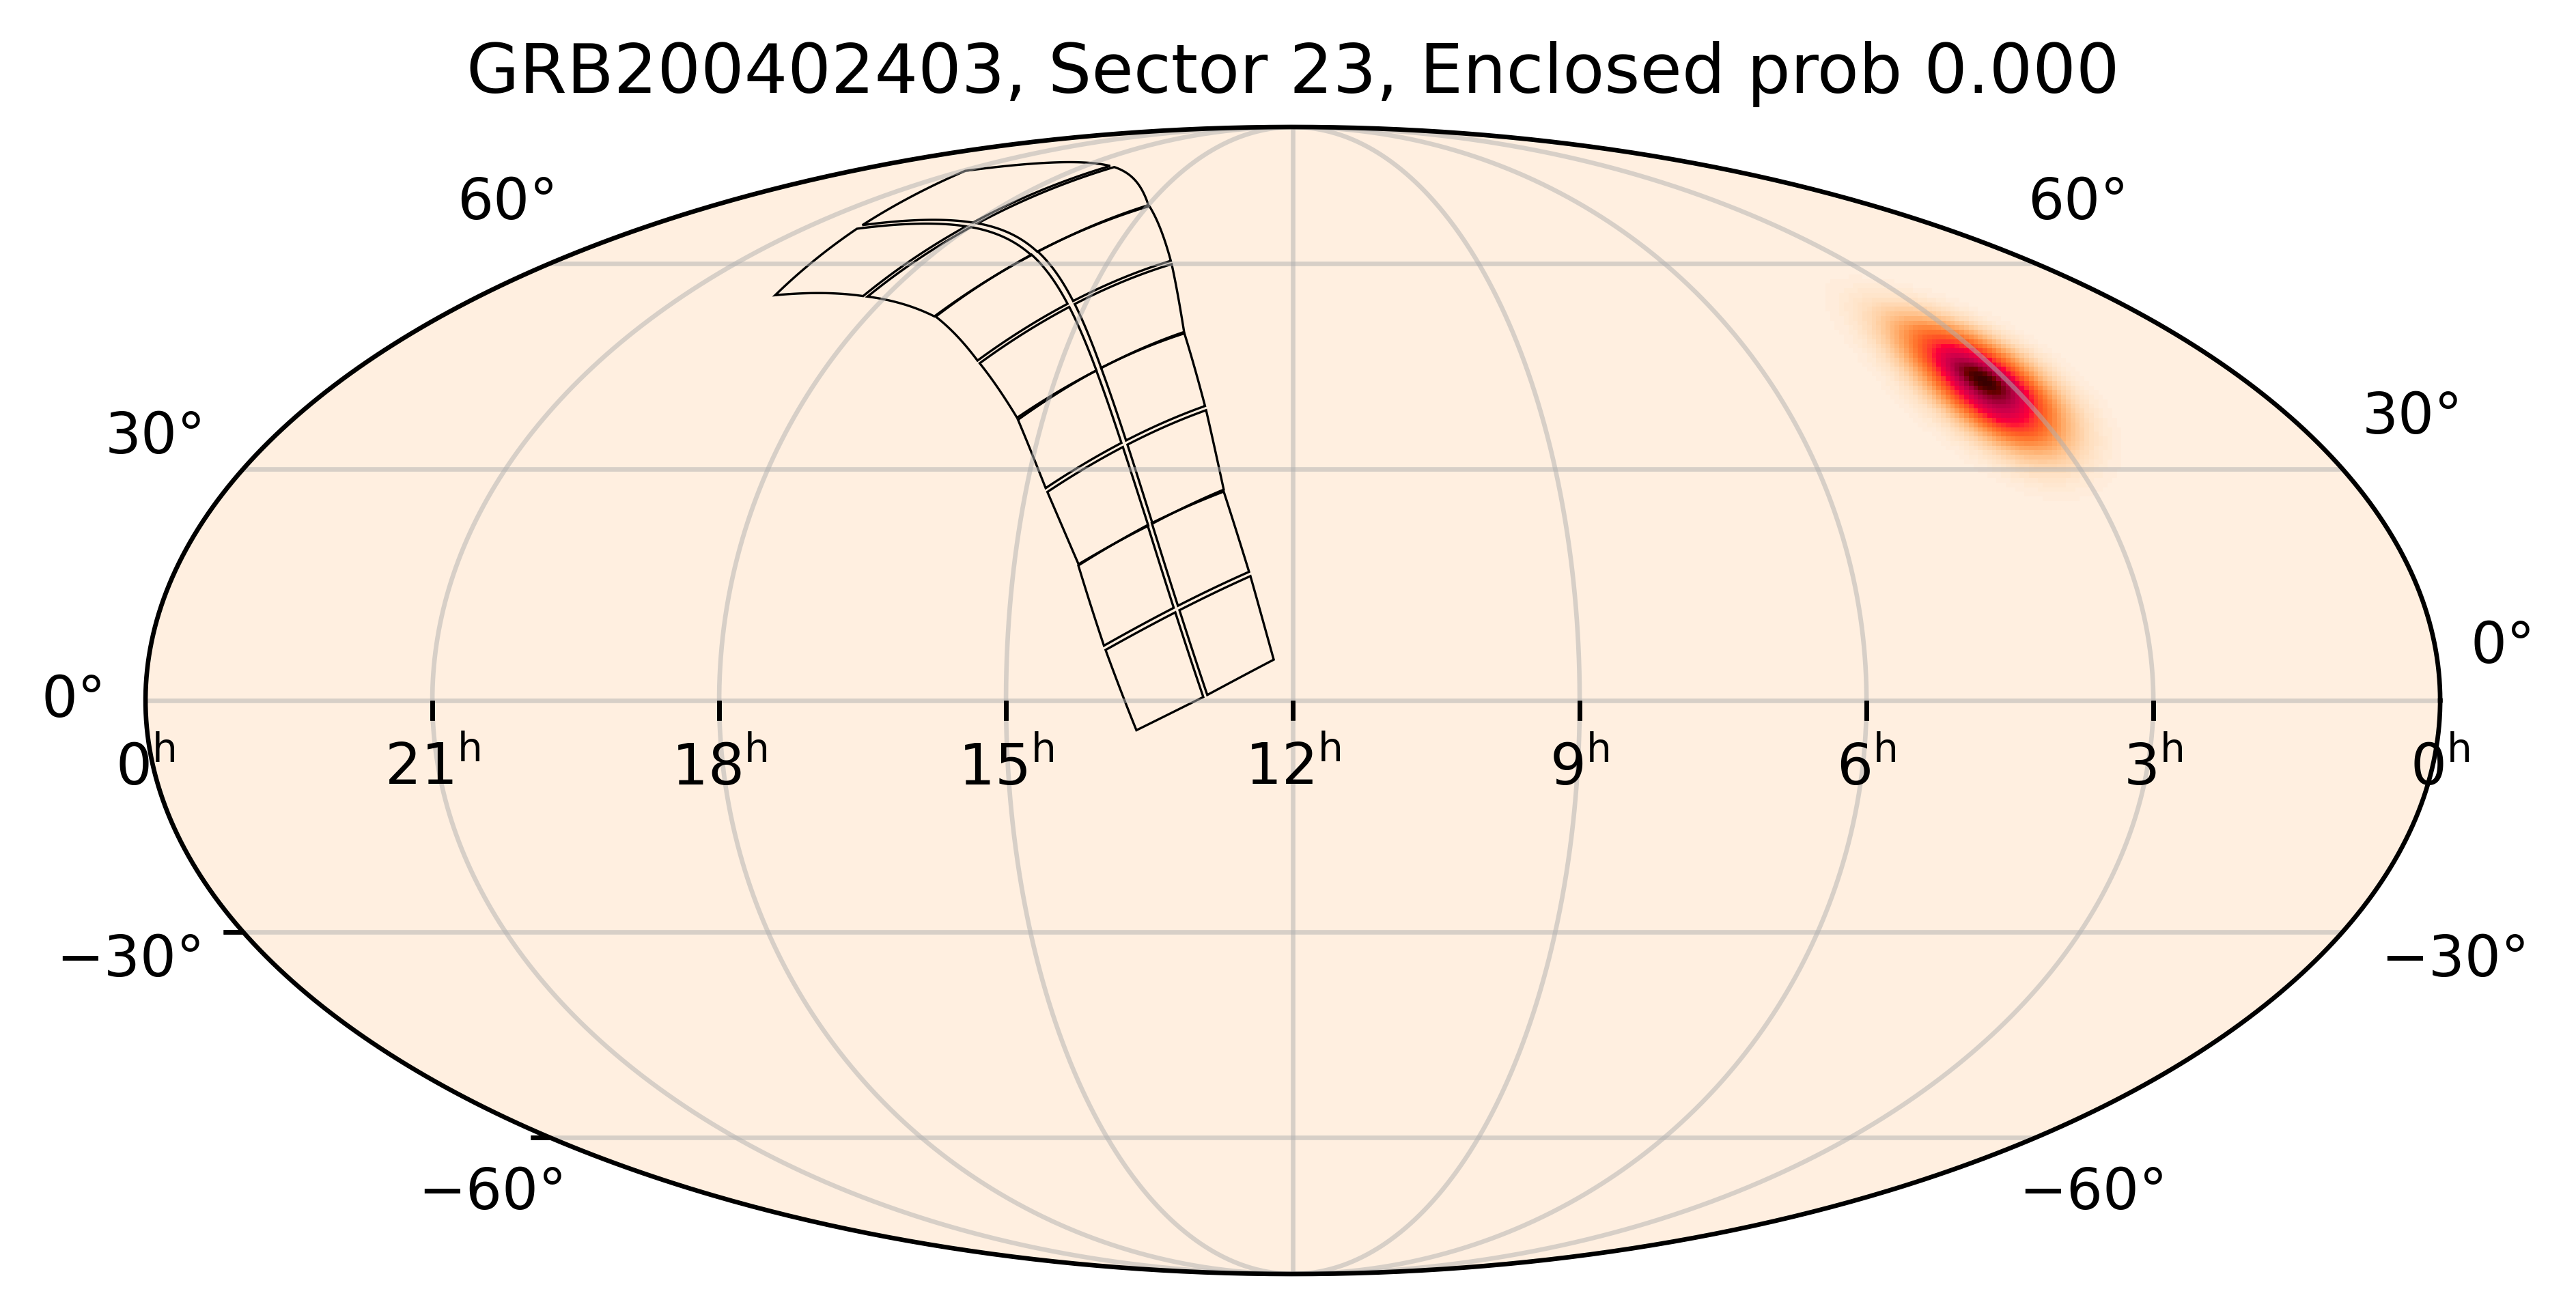 GRB200402403, Sector 23, Enclosed prob 0.000
60° 60°
30° 30°
0° 0°
0h 21h 18h 15h 12h 9h 6h 3h 0h
−30° −30°
−60° −60°